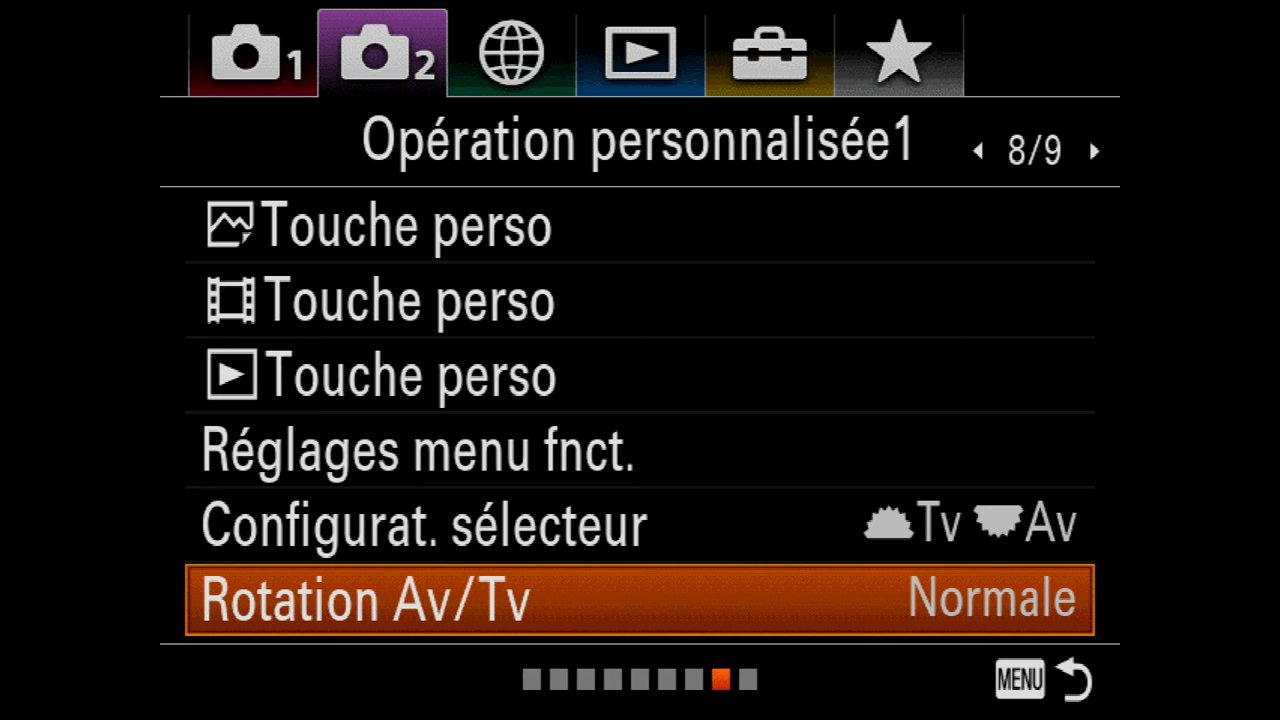 1 2
Opération personnalisée1 8/9
Touche perso
Touche perso
Touche perso
Réglages menu fnct.
Configurat. sélecteur Tv Av
Rotation Av/Tv Normale
MENU